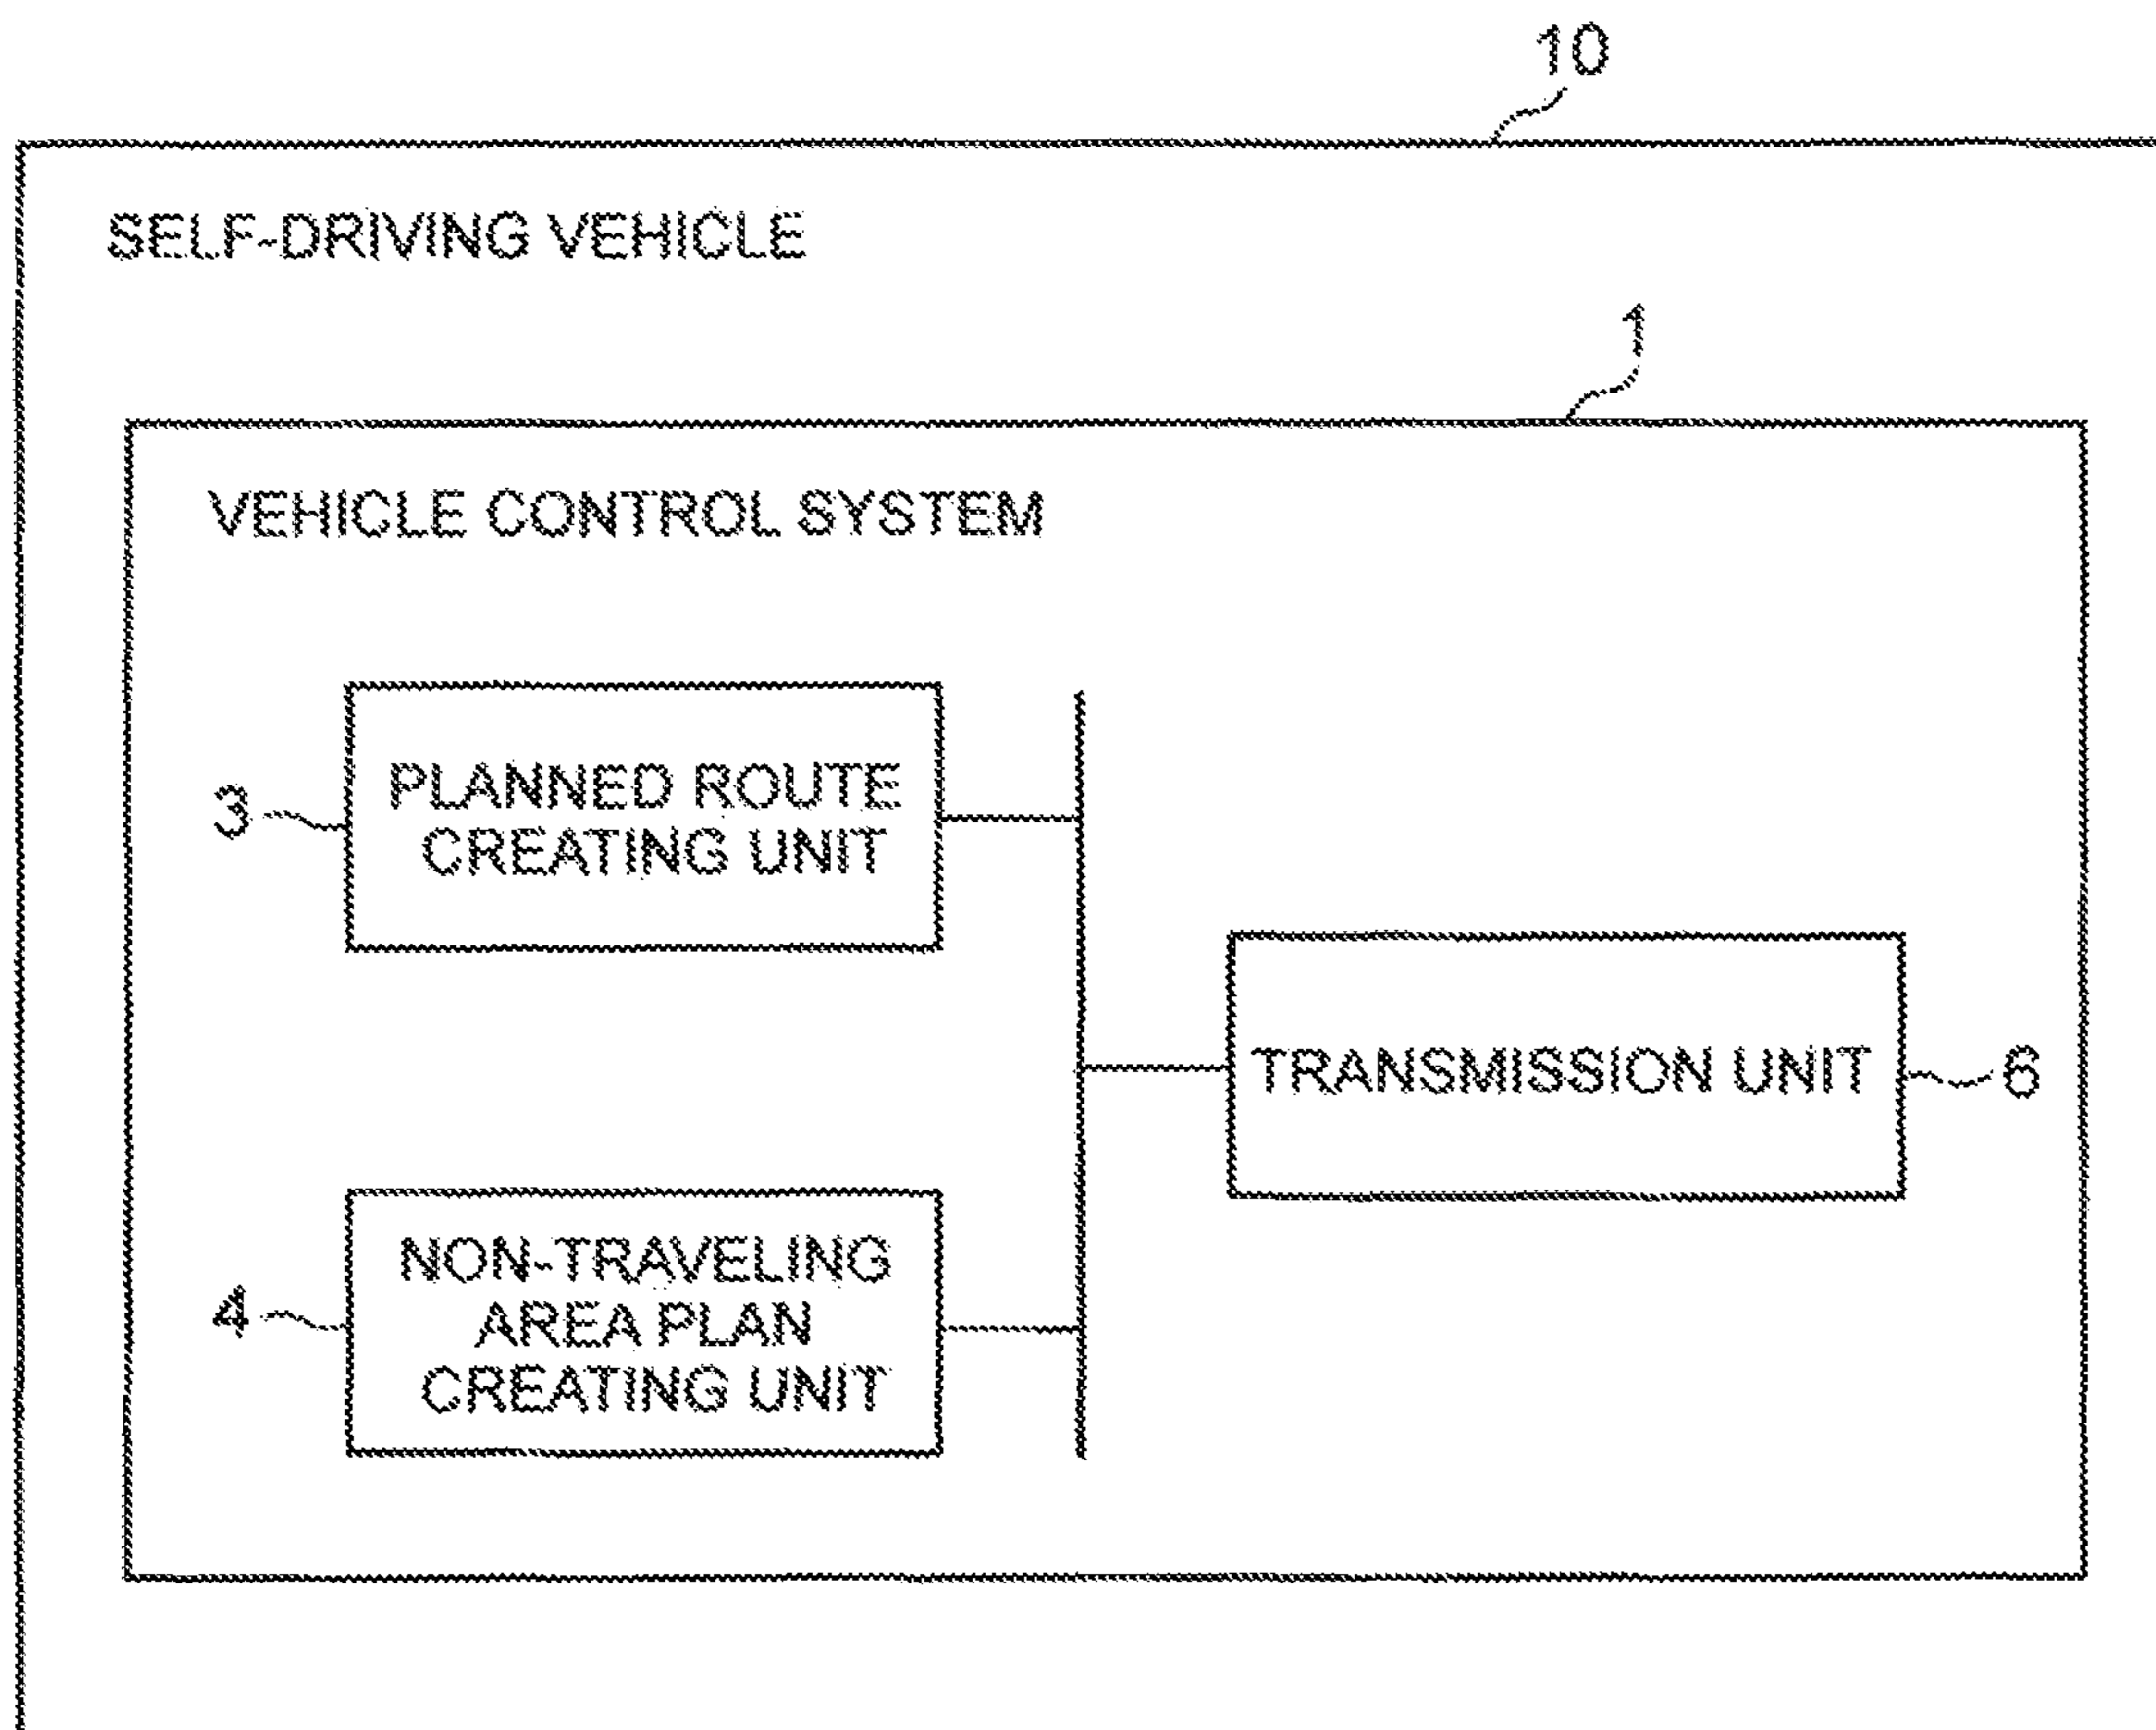 10
SELF-DRIVING VEHICLE
1
VEHICLE CONTROL SYSTEM
3
PLANNED ROUTE
CREATING UNIT
TRANSMISSION UNIT
6
4
NON-TRAVELING
AREA PLAN
CREATING UNIT